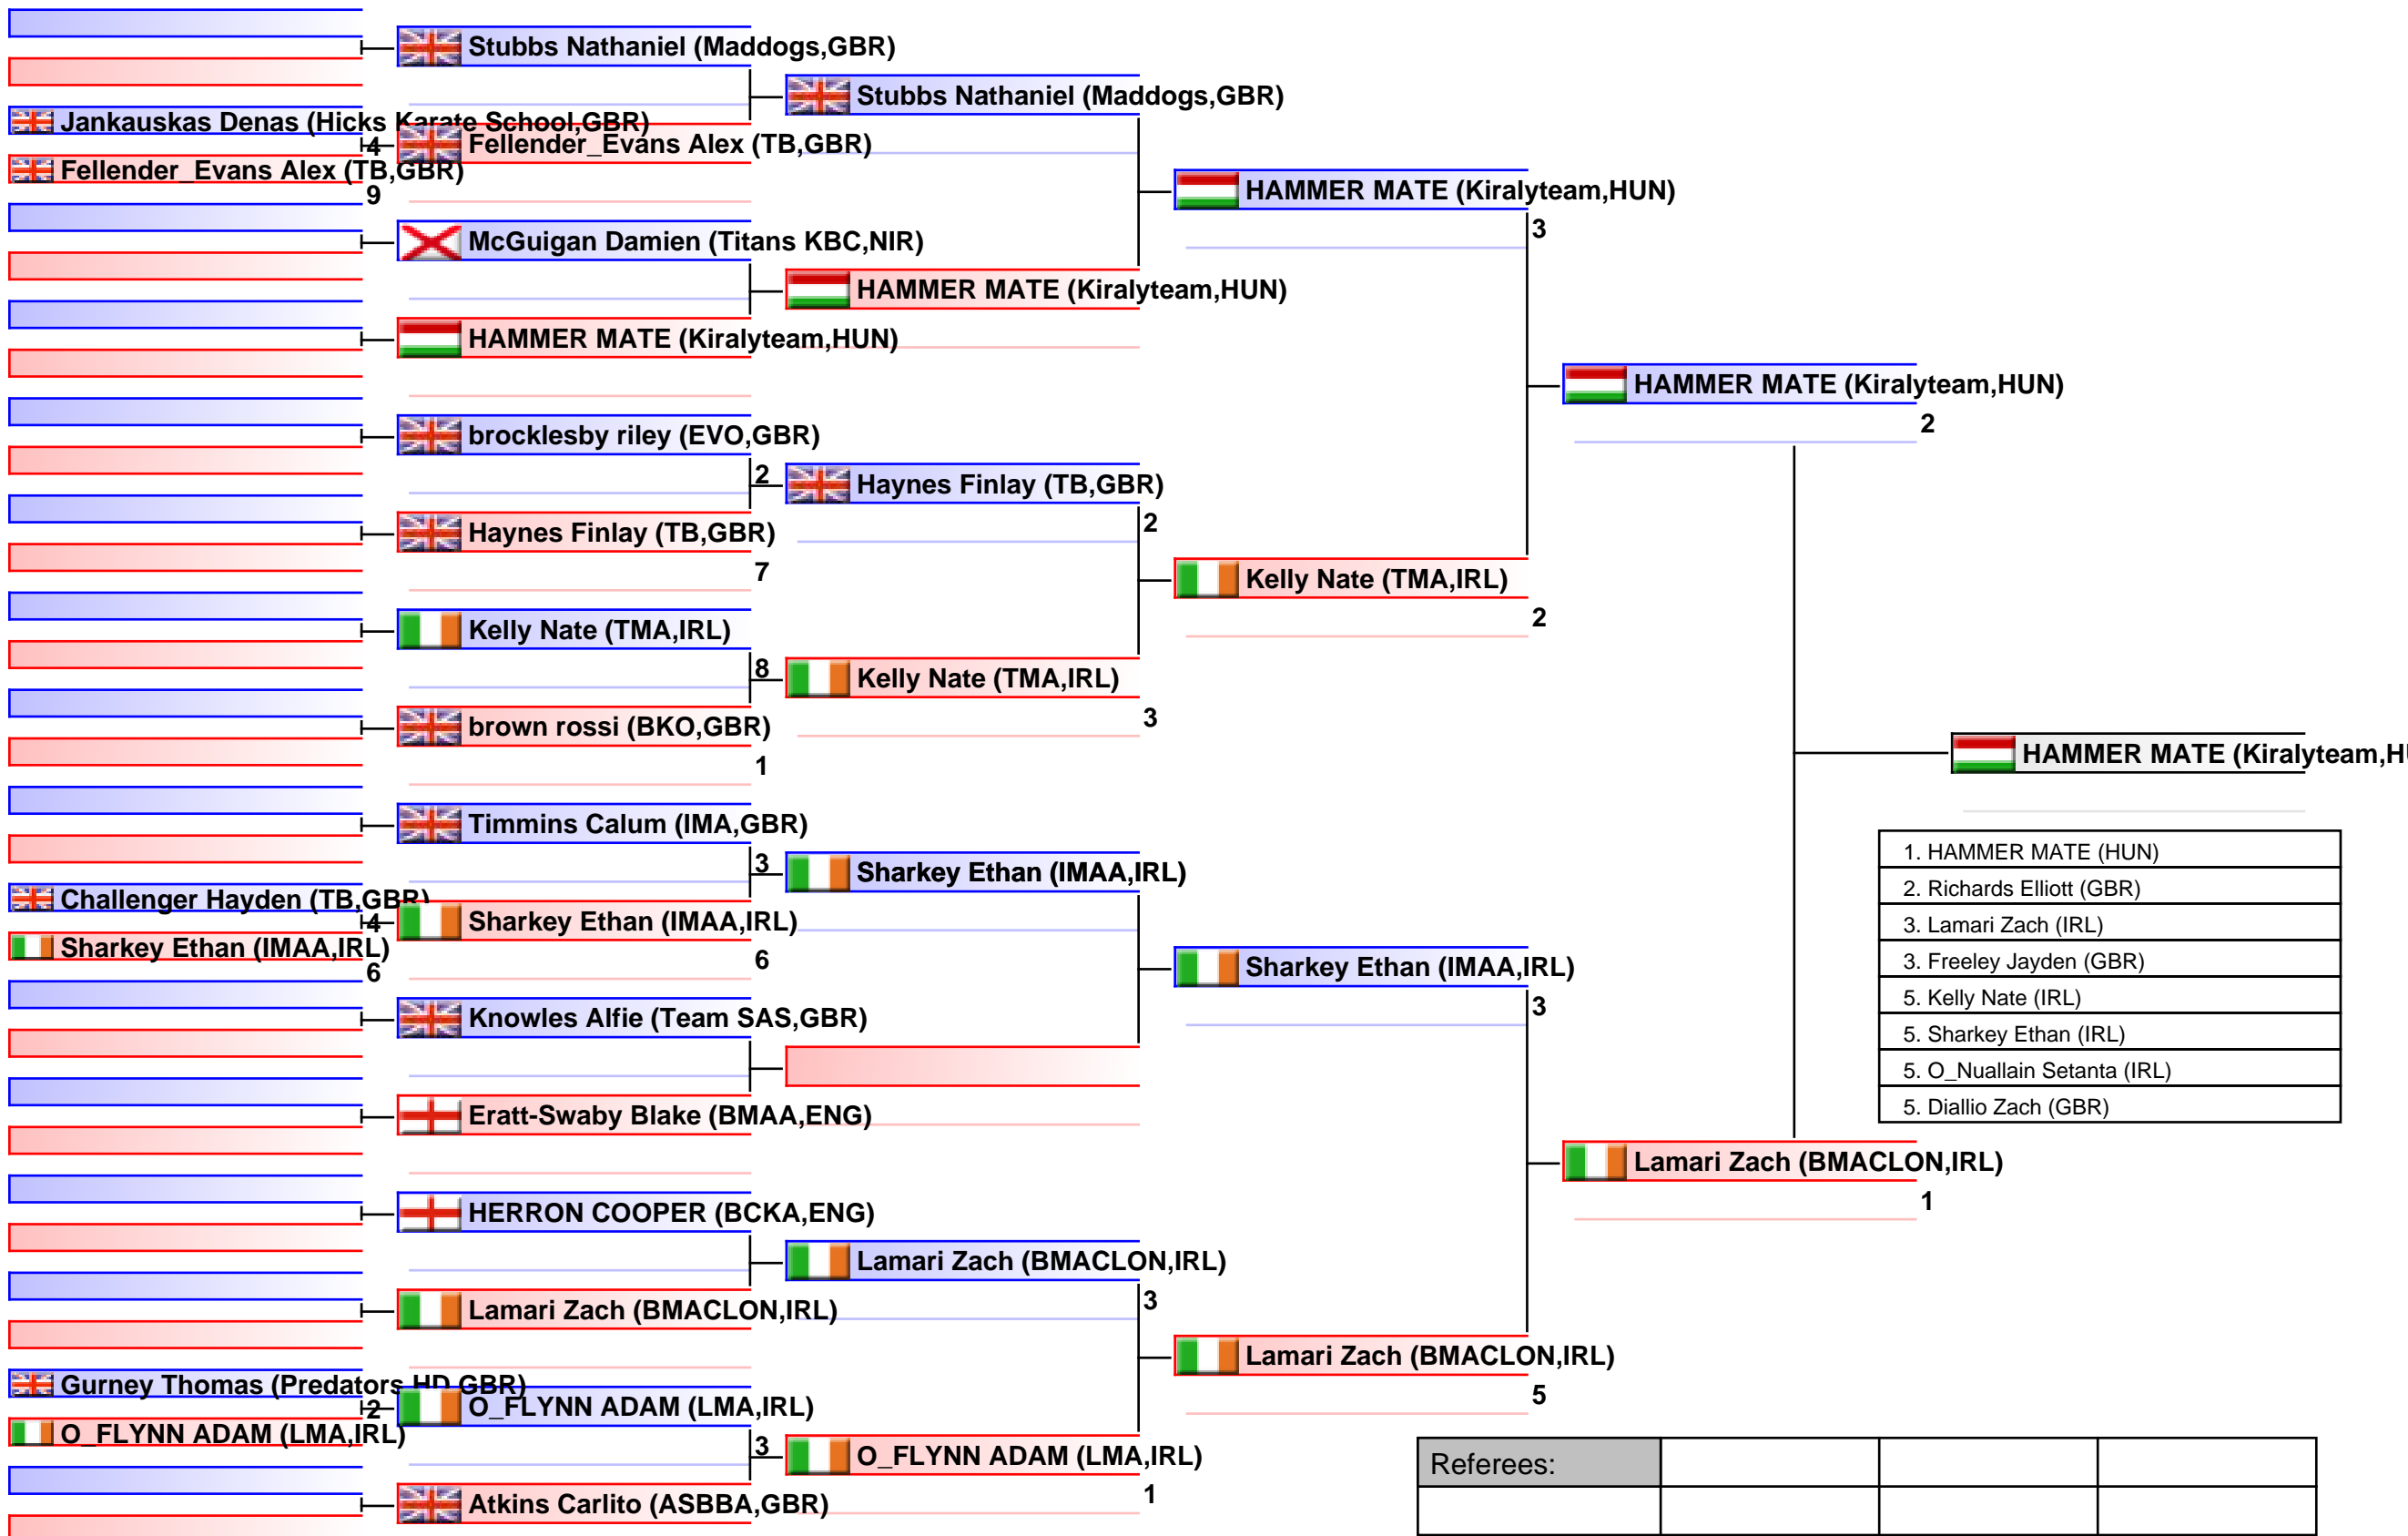 Stubbs Nathaniel (Maddogs,GBR)
Stubbs Nathaniel (Maddogs,GBR)
Jankauskas Denas (Hicks Karate School,GBR)
4
Fellender_Evans Alex (TB,GBR)
Fellender_Evans Alex (TB,GBR)
9
HAMMER MATE (Kiralyteam,HUN)
3
McGuigan Damien (Titans KBC,NIR)
HAMMER MATE (Kiralyteam,HUN)
HAMMER MATE (Kiralyteam,HUN)
HAMMER MATE (Kiralyteam,HUN)
2
brocklesby riley (EVO,GBR)
2
Haynes Finlay (TB,GBR)
2
Haynes Finlay (TB,GBR)
7
Kelly Nate (TMA,IRL)
2
Kelly Nate (TMA,IRL)
8
Kelly Nate (TMA,IRL)
3
brown rossi (BKO,GBR)
1
HAMMER MATE (Kiralyteam,H
Timmins Calum (IMA,GBR)
3
Sharkey Ethan (IMAA,IRL)
Challenger Hayden (TB,GBR)
4
Sharkey Ethan (IMAA,IRL)
6
Sharkey Ethan (IMAA,IRL)
6
Sharkey Ethan (IMAA,IRL)
3
Knowles Alfie (Team SAS,GBR)
Eratt-Swaby Blake (BMAA,ENG)
1. HAMMER MATE (HUN)
2. Richards Elliott (GBR)
3. Lamari Zach (IRL)
3. Freeley Jayden (GBR)
5. Kelly Nate (IRL)
5. Sharkey Ethan (IRL)
5. O_Nuallain Setanta (IRL)
5. Diallio Zach (GBR)
Lamari Zach (BMACLON,IRL)
1
HERRON COOPER (BCKA,ENG)
Lamari Zach (BMACLON,IRL)
3
Lamari Zach (BMACLON,IRL)
Lamari Zach (BMACLON,IRL)
5
Gurney Thomas (Predators HD,GBR)
2
O_FLYNN ADAM (LMA,IRL)
O_FLYNN ADAM (LMA,IRL)
3
O_FLYNN ADAM (LMA,IRL)
1
Atkins Carlito (ASBBA,GBR)
Referees: